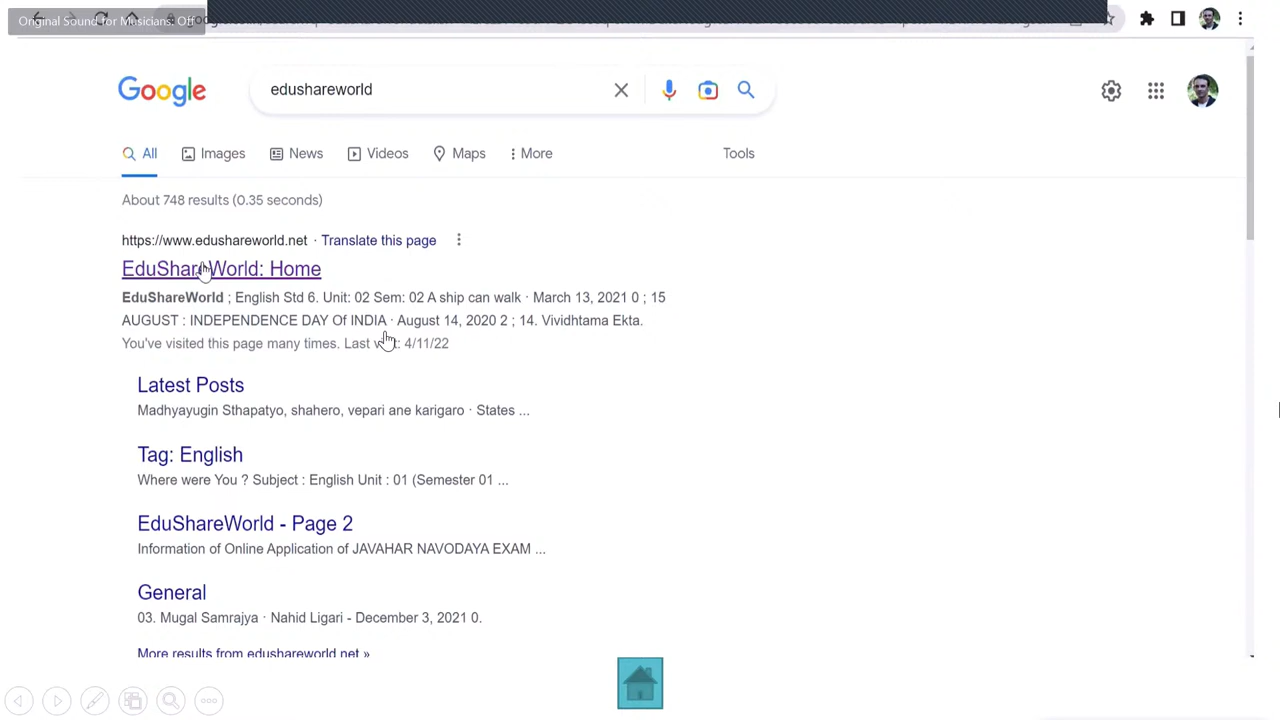 Original Sound for Musicians: Off
Google
edushareworld
All
Images
News
Videos
Maps
More
Tools
About 748 results (0.35 seconds)
https://www.edushareworld.net · Translate this page
EduShareWorld: Home
EduShareWorld ; English Std 6. Unit: 02 Sem: 02 A ship can walk · March 13, 2021 0 ; 15
AUGUST : INDEPENDENCE DAY Of INDIA · August 14, 2020 2 ; 14. Vividhtama Ekta.
You've visited this page many times. Last visit: 4/11/22
Latest Posts
Madhyayugin Sthapatyo, shahero, vepari ane karigaro · States ...
Tag: English
Where were You ? Subject : English Unit : 01 (Semester 01 ...
EduShareWorld - Page 2
Information of Online Application of JAVAHAR NAVODAYA EXAM ...
General
03. Mugal Samrajya · Nahid Ligari - December 3, 2021 0.
More results from edushareworld.net »